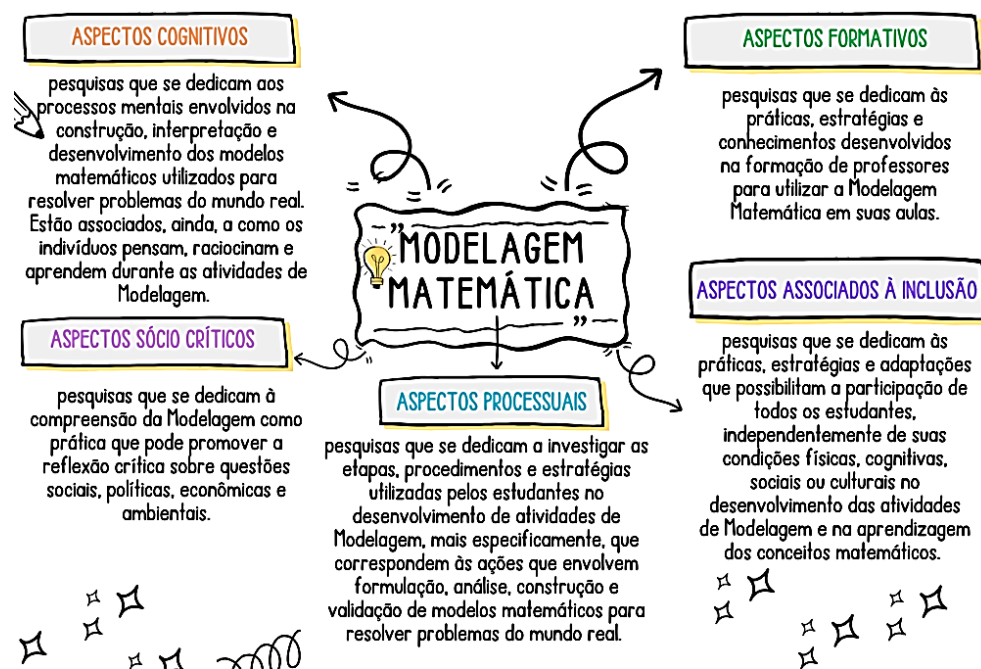 ASPECTOS COGNITIVOS
pesquisas que se dedicam aos
processos mentais envolvidos na
construção, interpretação e
desenvolvimento dos modelos
matemáticos utilizados para
resolver problemas do mundo real.
Estão associados, ainda, a como os
indivíduos pensam, raciocinam e
aprendem durante as atividades de
Modelagem.
ASPECTOS SÓCIO CRÍTICOS
pesquisas que se dedicam à
compreensão da Modelagem como
prática que pode promover a
reflexão crítica sobre questões
sociais, políticas, econômicas e
ambientais.
"MODELAGEM
MATEMÁTICA
"
ASPECTOS PROCESSUAIS
pesquisas que se dedicam a investigar as
etapas, procedimentos e estratégias
utilizadas pelos estudantes no
desenvolvimento de atividades de
Modelagem, mais especificamente, que
correspondem às ações que envolvem
formulação, análise, construção e
validação de modelos matemáticos para
resolver problemas do mundo real.
ASPECTOS FORMATIVOS
pesquisas que se dedicam às
práticas, estratégias e
conhecimentos desenvolvidos
na formação de professores
para utilizar a Modelagem
Matemática em suas aulas.
ASPECTOS ASSOCIADOS À INCLUSÃO
pesquisas que se dedicam às
práticas, estratégias e adaptações
que possibilitam a participação de
todos os estudantes,
independentemente de suas
condições físicas, cognitivas,
sociais ou culturais no
desenvolvimento das atividades
de Modelagem e na aprendizagem
dos conceitos matemáticos.